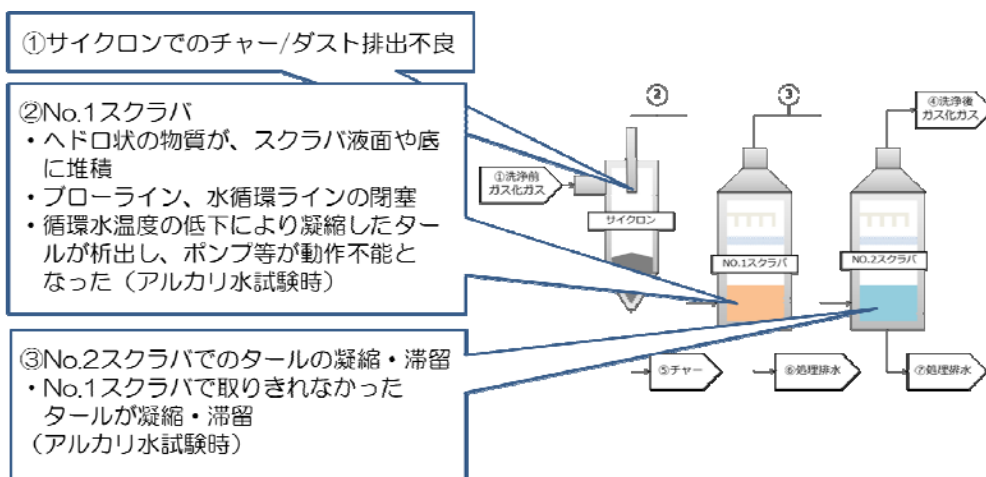 ①サイクロンでのチャー/ダスト排出不良
②No.1スクラバ
・ヘドロ状の物質が、スクラバ液面や底
に堆積
・ブローライン、水循環ラインの閉塞
・循環水温度の低下により凝縮したター
ルが析出し、ポンプ等が動作不能と
なった（アルカリ水試験時）
③No.2スクラバでのタールの凝縮・滞留
・No.1スクラバで取りきれなかった
タールが凝縮・滞留
（アルカリ水試験時）
②
③
④洗浄後
ガス化ガス
①洗浄前
ガス化ガス
サイクロン
NO.1スクラバ
NO.2スクラバ
⑤チャー
⑥処理排水
⑦処理排水